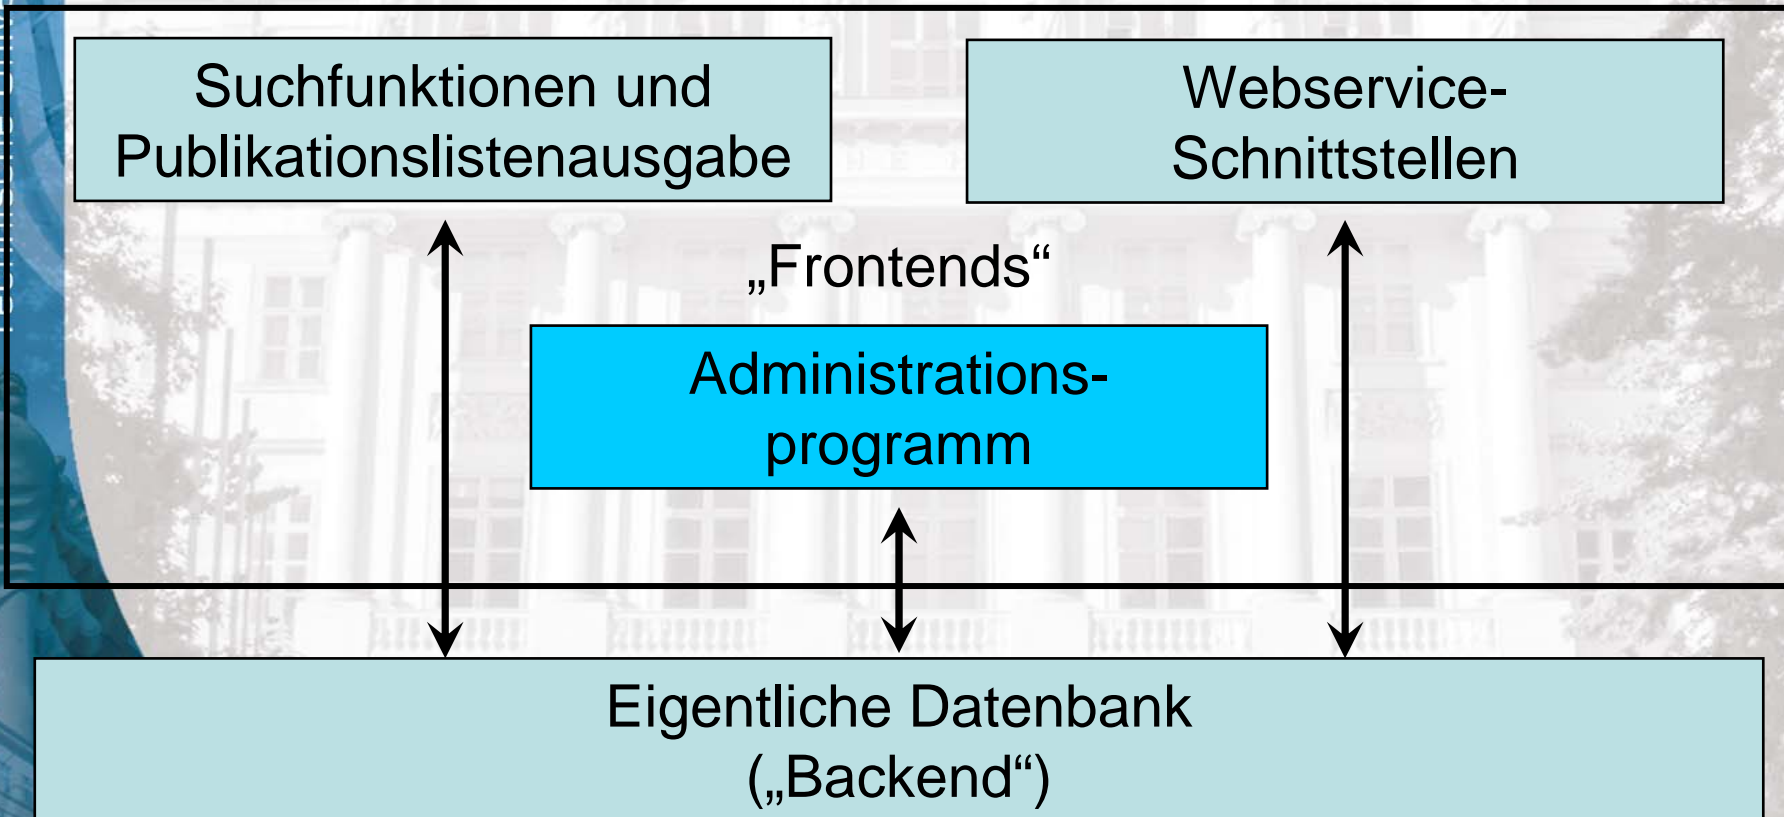 Suchfunktionen und
Publikationslistenausgabe
Webservice-
Schnittstellen
„Frontends“
Administrations-
programm
Eigentliche Datenbank
(„Backend“)